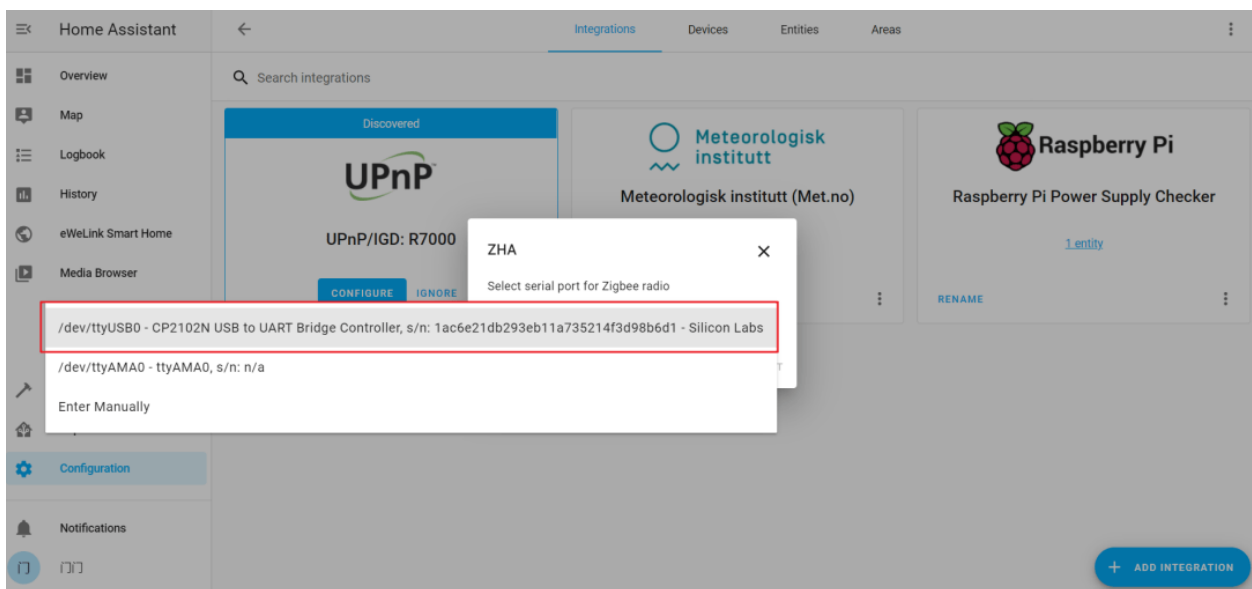 Home Assistant
Integrations
Devices
Entities
Areas
Overview
Map
Logbook
History
eWeLink Smart Home
Media Browser
Configuration
Notifications
Search integrations
Discovered
UPnP
UPnP/IGD: R7000
CONFIGURE
IGNORE
Meteorologisk
institutt
Meteorologisk institutt (Met.no)
Raspberry Pi
Raspberry Pi Power Supply Checker
1 entity
RENAME
ZHA
Select serial port for Zigbee radio
/dev/ttyUSB0 - CP2102N USB to UART Bridge Controller, s/n: 1ac6e21db293eb11a735214f3d98b6d1 - Silicon Labs
/dev/ttyAMA0 - ttyAMA0, s/n: n/a
Enter Manually
ADD INTEGRATION